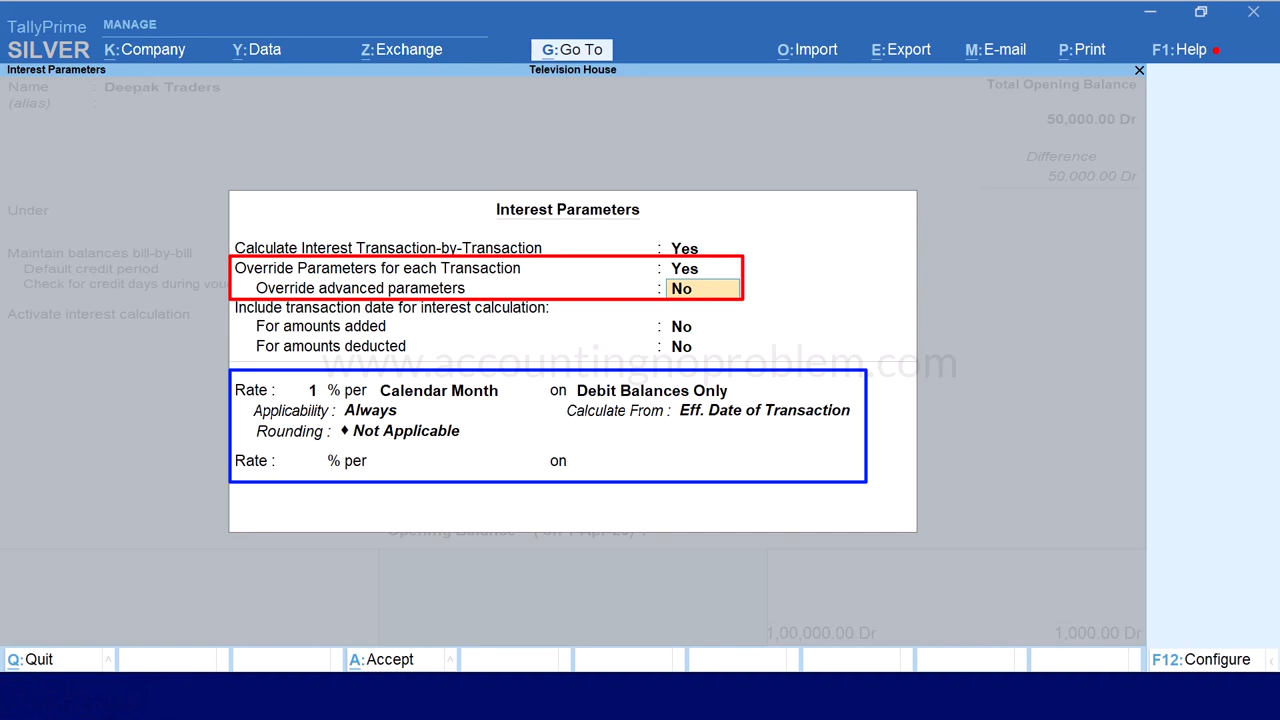 TallyPrime MANAGE
SILVER K:Company Y:Data Z:Exchange G:Go To O:Import E:Export M:E-mail P:Print F1:Help
Interest Parameters Television House
Name : Deepak Traders Total Opening Balance
(alias) :
50,000.00 Dr
Difference
50,000.00 Dr
Under
Maintain balances bill-by-bill
Default credit period
Check for credit days during vou
Activate interest calculation
Interest Parameters
Calculate Interest Transaction-by-Transaction : Yes
Override Parameters for each Transaction : Yes
Override advanced parameters : No
Include transaction date for interest calculation:
For amounts added : No
For amounts deducted : No
www.accountingnoproblem.com
Rate : 1 % per Calendar Month on Debit Balances Only
Applicability : Always Calculate From : Eff. Date of Transaction
Rounding : ♦ Not Applicable
Rate : % per on
1,00,000.00 Dr 1,000.00 Dr
Q:Quit A:Accept F12:Configure